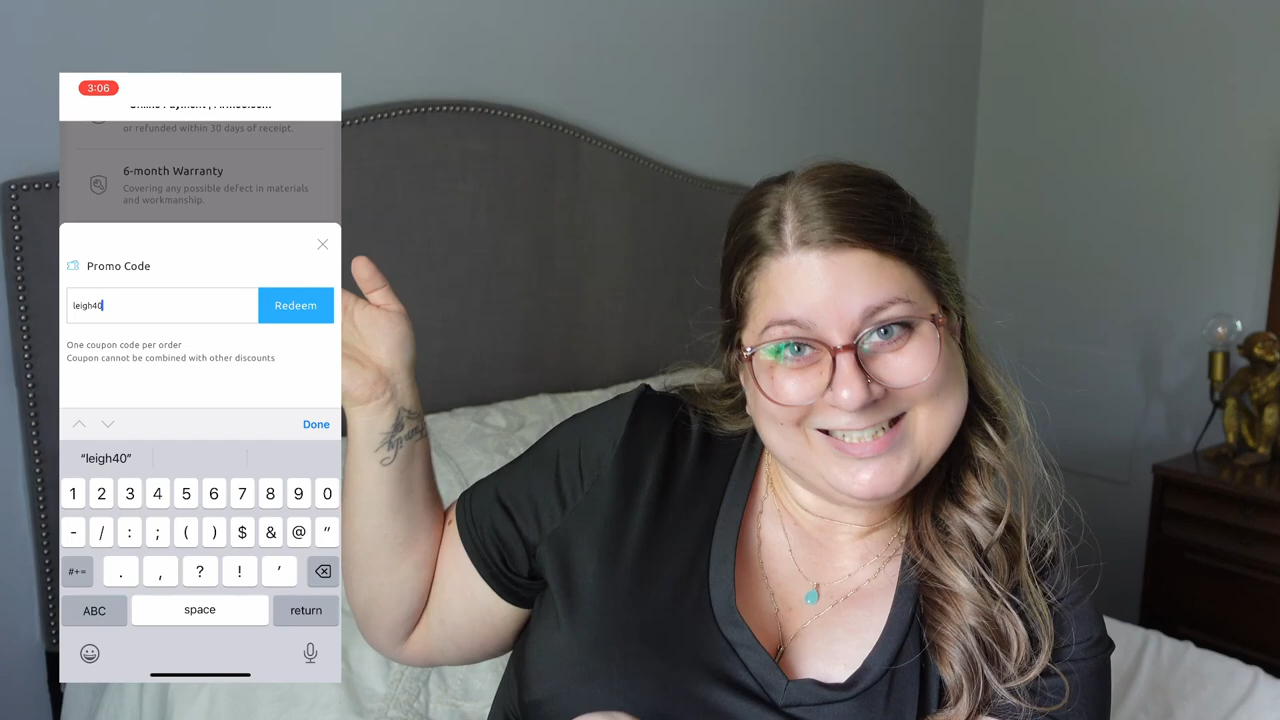 3:06
or refunded within 30 days of receipt.
6-month Warranty
Covering any possible defect in materials
and workmanship.
Promo Code
leigh40
Redeem
One coupon code per order
Coupon cannot be combined with other discounts
Done
“leigh40”
1 2 3 4 5 6 7 8 9 0
- / : ; ( ) $ & @ "
#+= . , ? ! ’
ABC space return